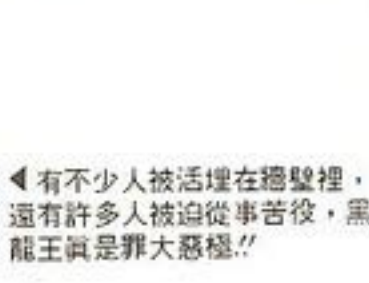 ◀有不少人被活埋在牆壁裡，
還有許多人被迫從事苦役，黑
龍王眞是罪大惡極!!